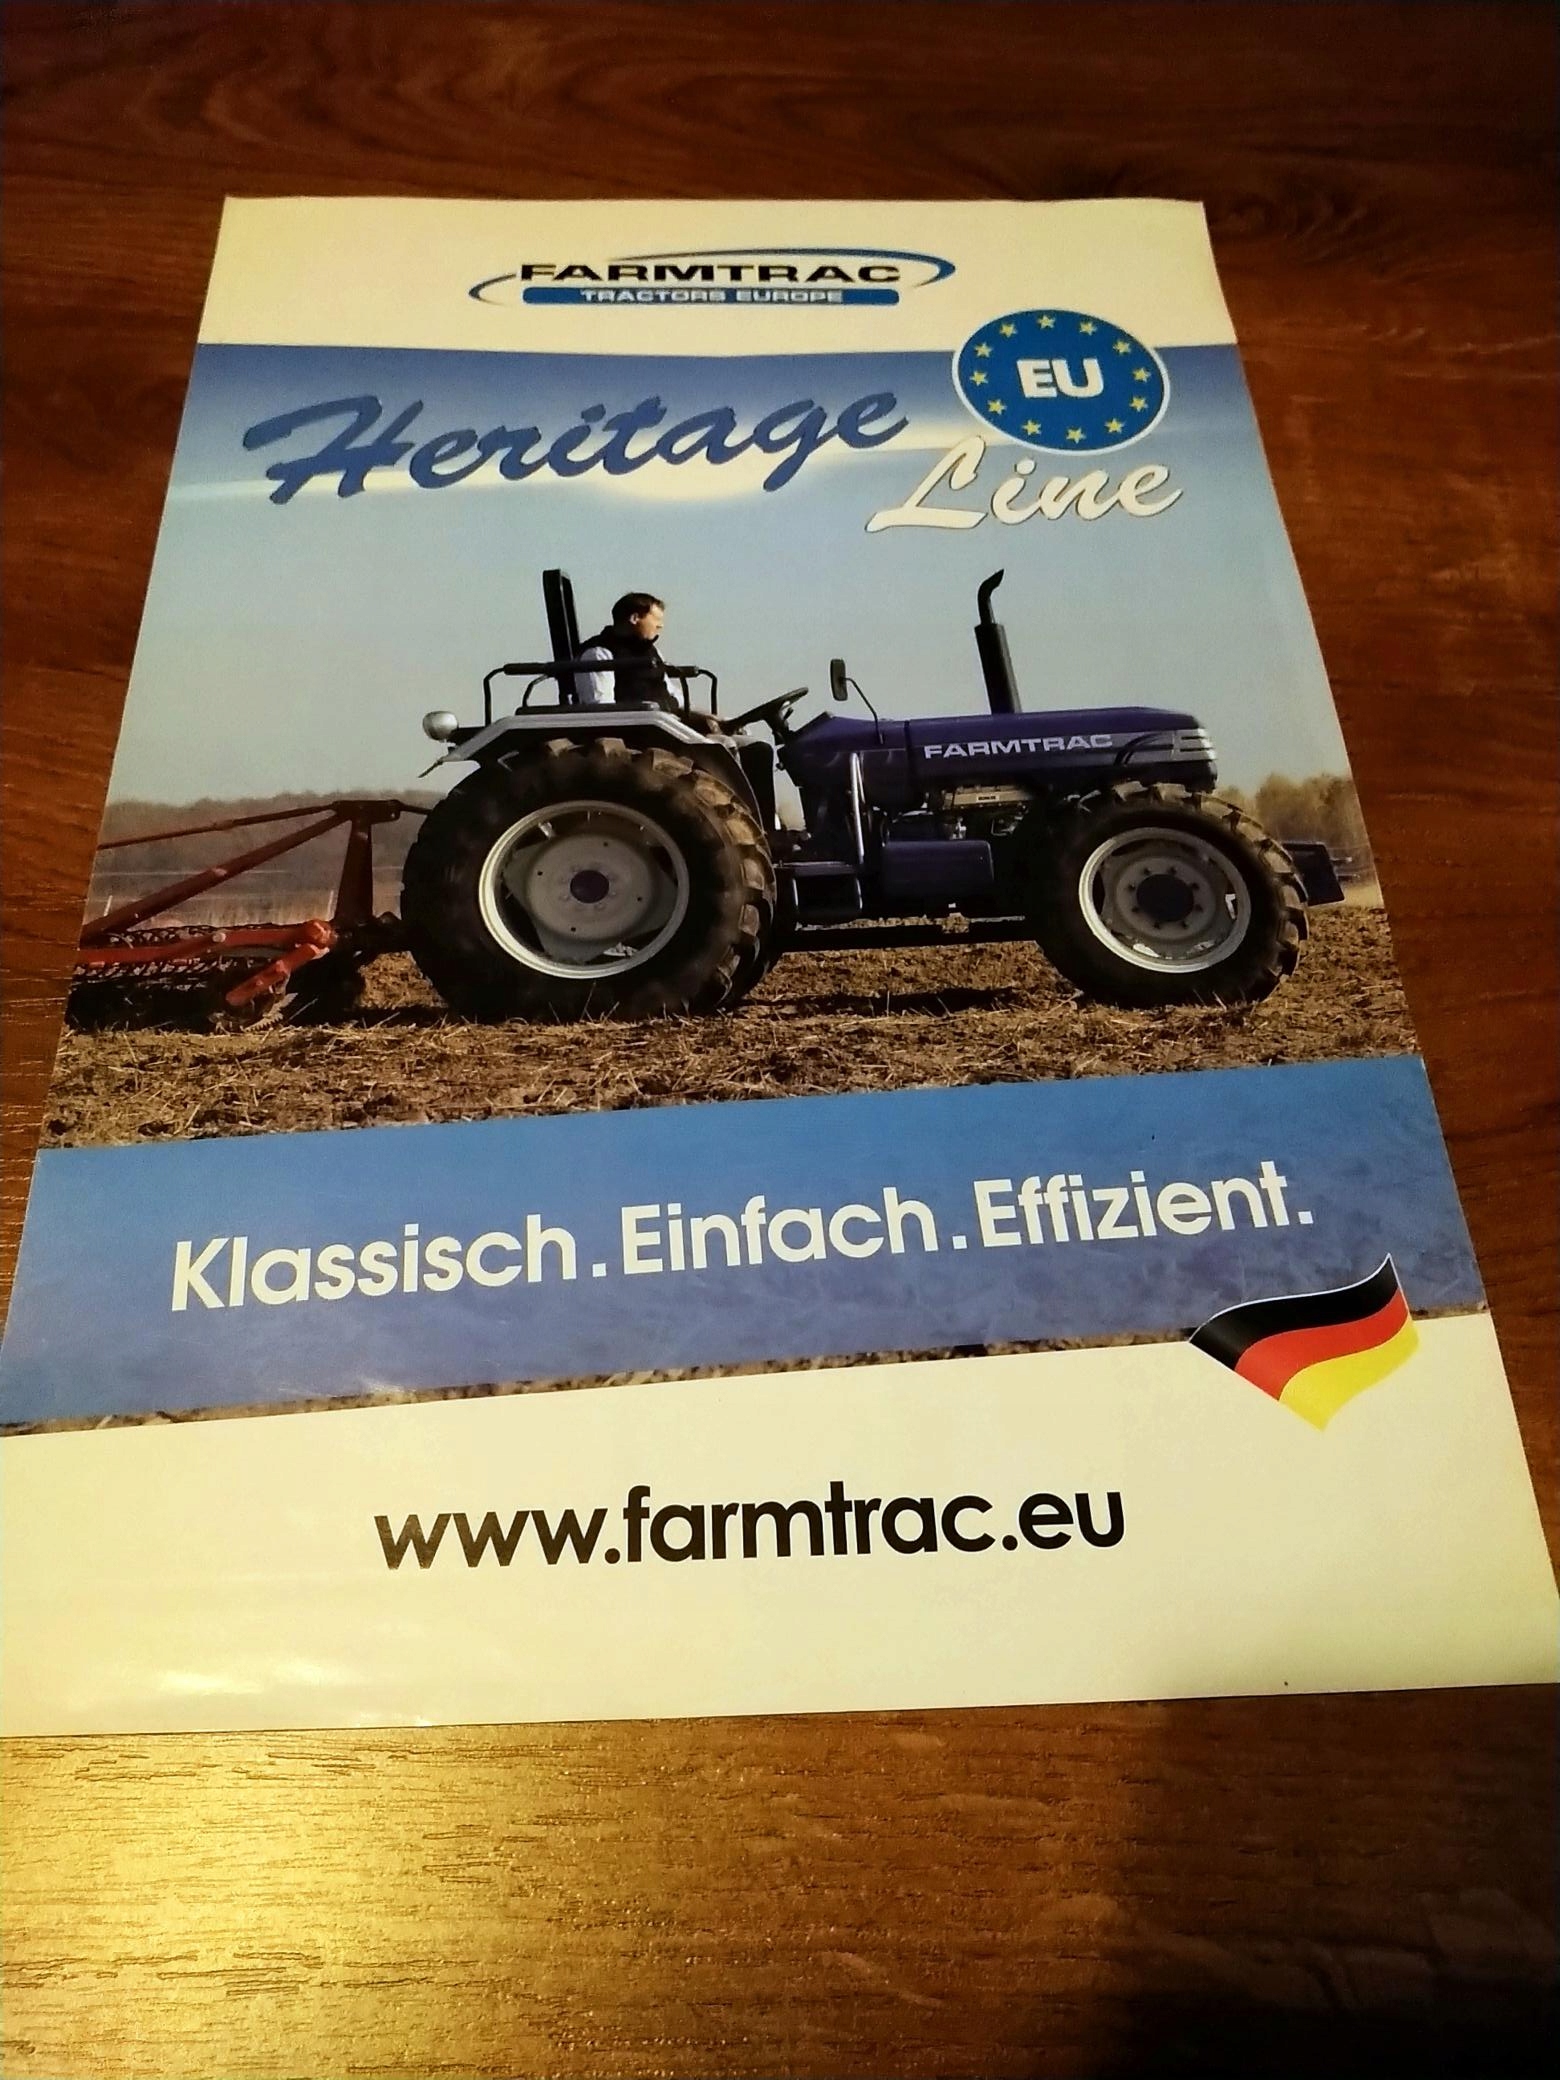 FARMTRAC
TRACTORS EUROPE
EU
Heritage
Line
FARMTRAC
Klassisch. Einfach. Effizient.
www.farmtrac.eu